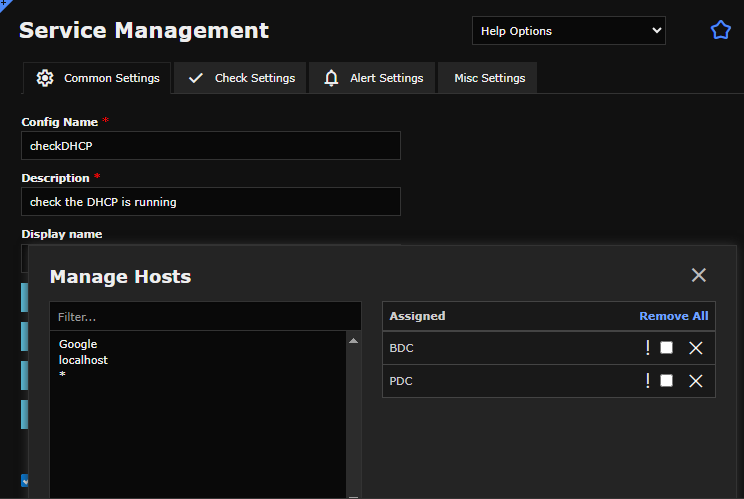 Service Management
Help Options
Common Settings
Check Settings
Alert Settings
Misc Settings
Config Name *
checkDHCP
Description *
check the DHCP is running
Display name
Manage Hosts
Filter...
Google
localhost
*
Assigned
Remove All
BDC
!
PDC
!